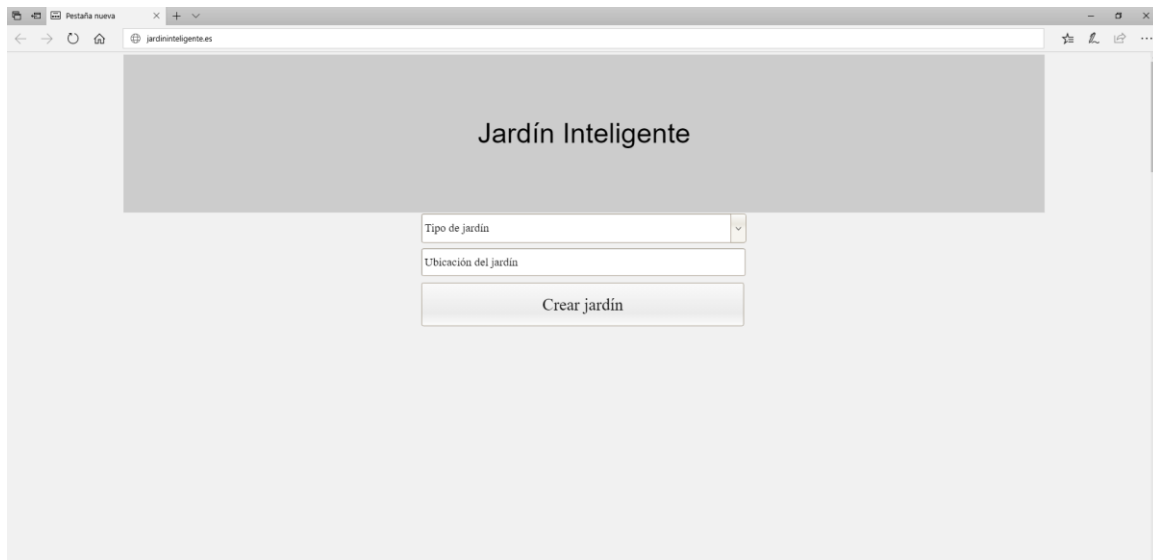 Pestaña nueva
jardininteligente.es
Jardín Inteligente
Tipo de jardín
Ubicación del jardín
Crear jardín